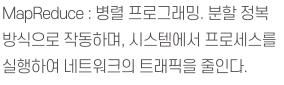 MapReduce : 병렬 프로그래밍. 분할 정복
방식으로 작동하며, 시스템에서 프로세스를
실행하여 네트워크의 트래픽을 줄인다.